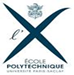 ÉCOLE
POLYTECHNIQUE
UNIVERSITÉ PARIS-SACLAY